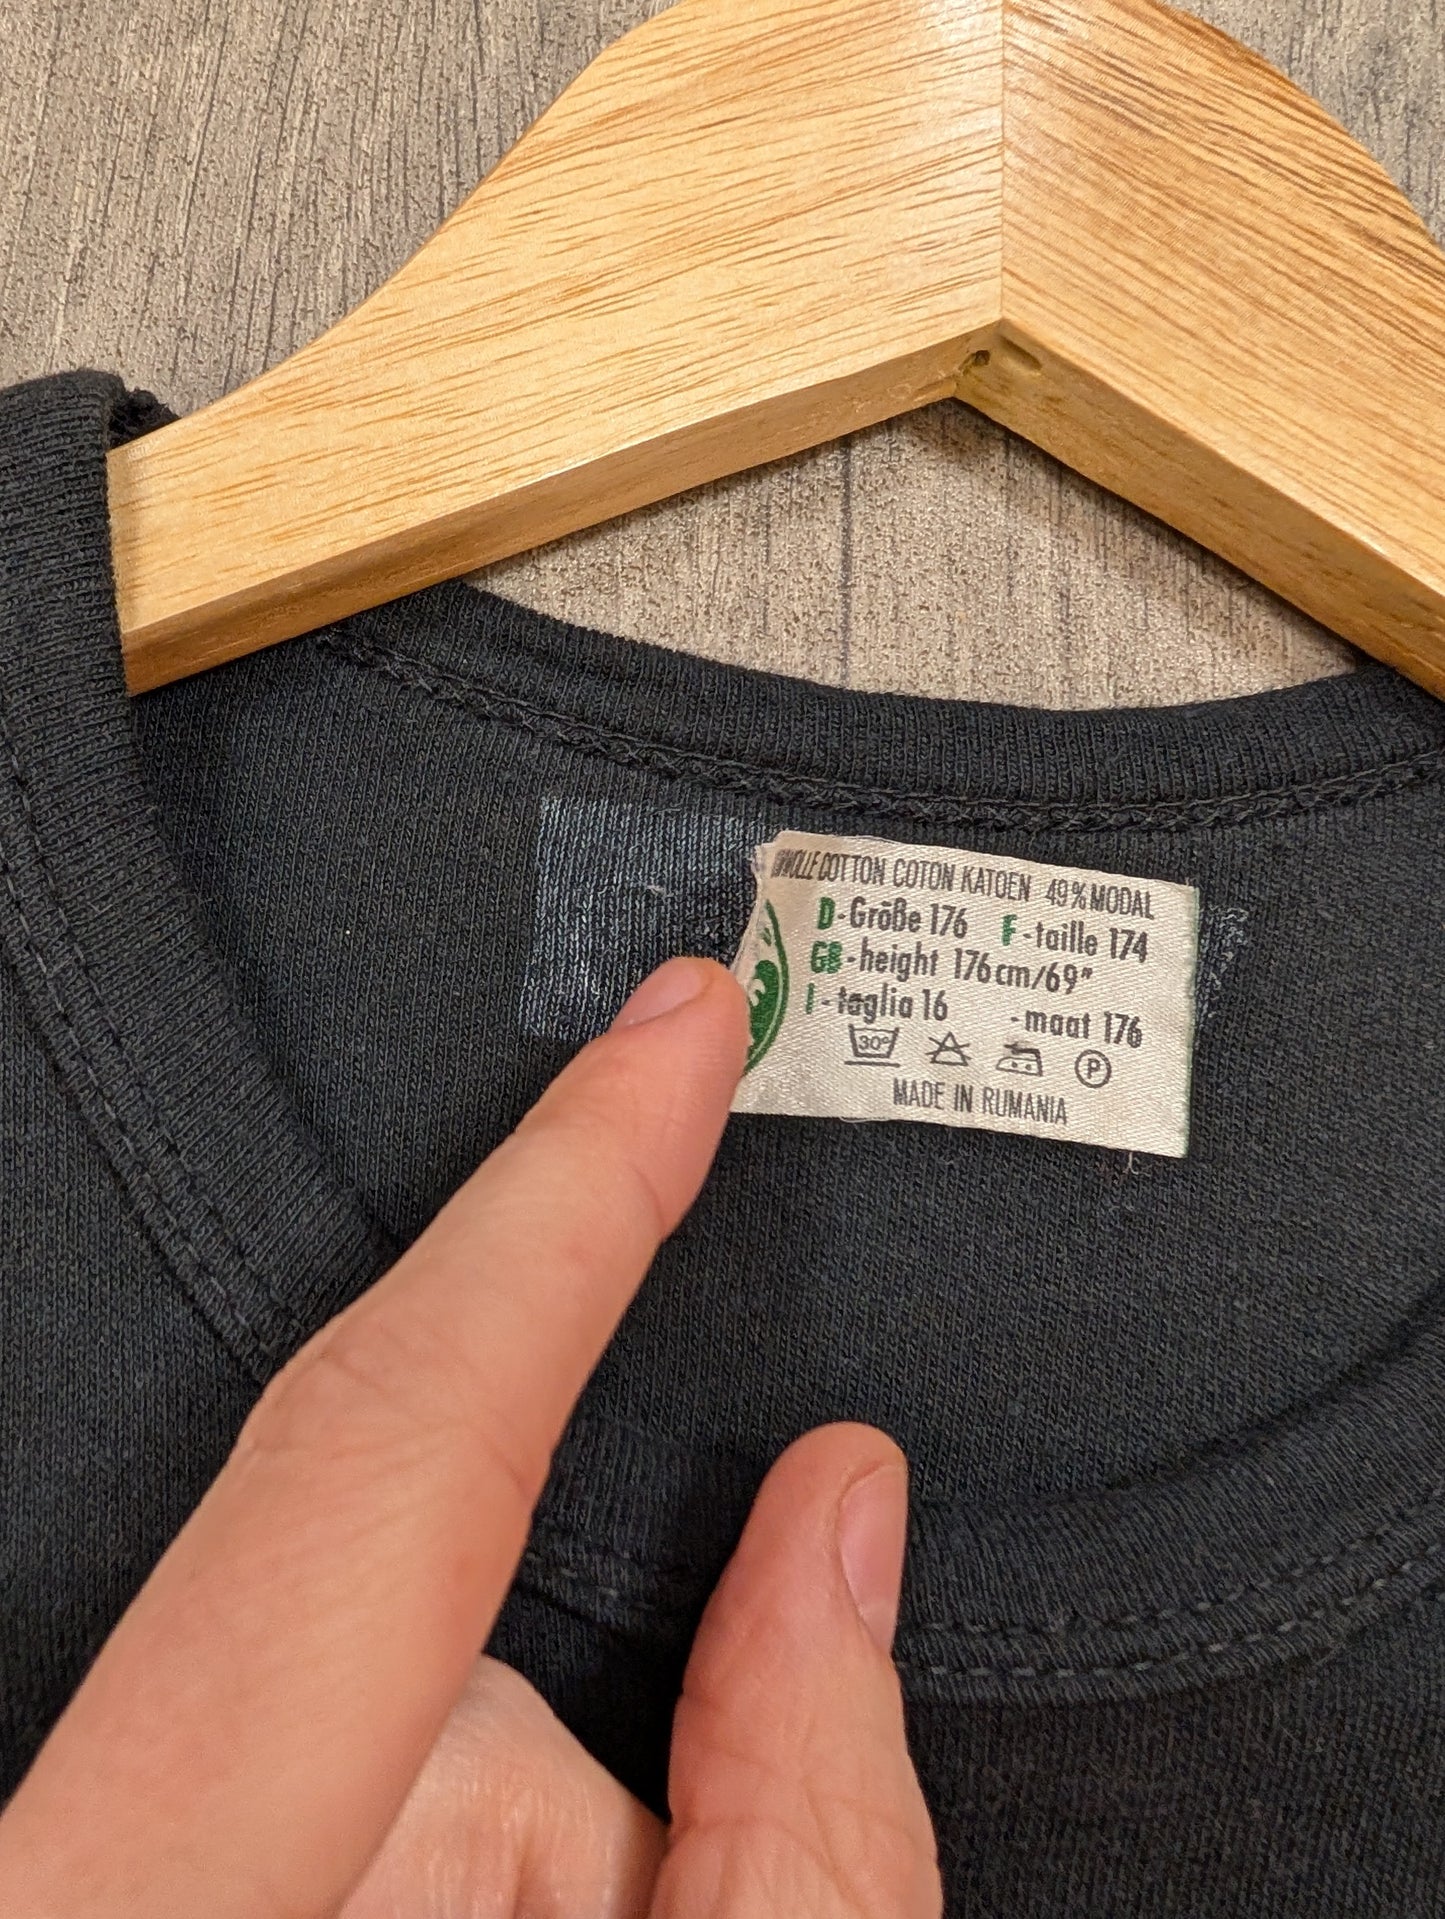 COTTON COTON KATOEN 49% MODAL
D-Größe 176 F-taille 174
GB-height 176cm/69"
I-taglia 16 -maat 176
30° P
MADE IN RUMANIA